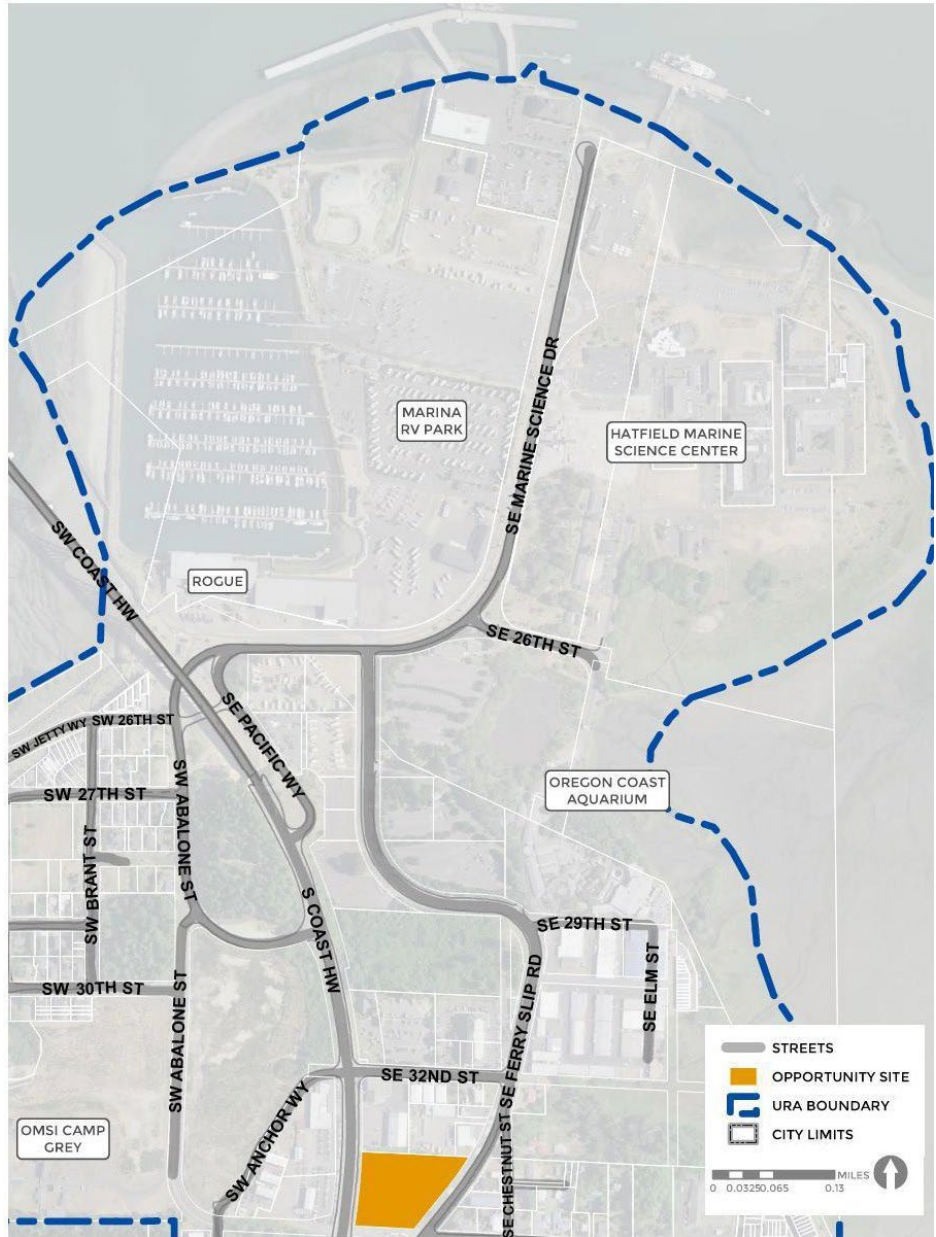 SE MARINE SCIENCE DR
MARINA
RV PARK
HATFIELD MARINE
SCIENCE CENTER
SW COAST HW
ROGUE
SE 26TH ST
SE PACIFIC WY
SW JETTY WY
SW 26TH ST
OREGON COAST
AQUARIUM
SW 27TH ST
SW ABALONE ST
SW BRANT ST
S COAST HW
SE 29TH ST
SW 30TH ST
SW ABALONE ST
SE FERRY SLIP RD
SE ELM ST
SE 32ND ST
SW ANCHOR WY
SE CHESTNUT ST
OMSI CAMP
GREY
STREETS
OPPORTUNITY SITE
URA BOUNDARY
CITY LIMITS
MILES
0 0.03250.065 0.13